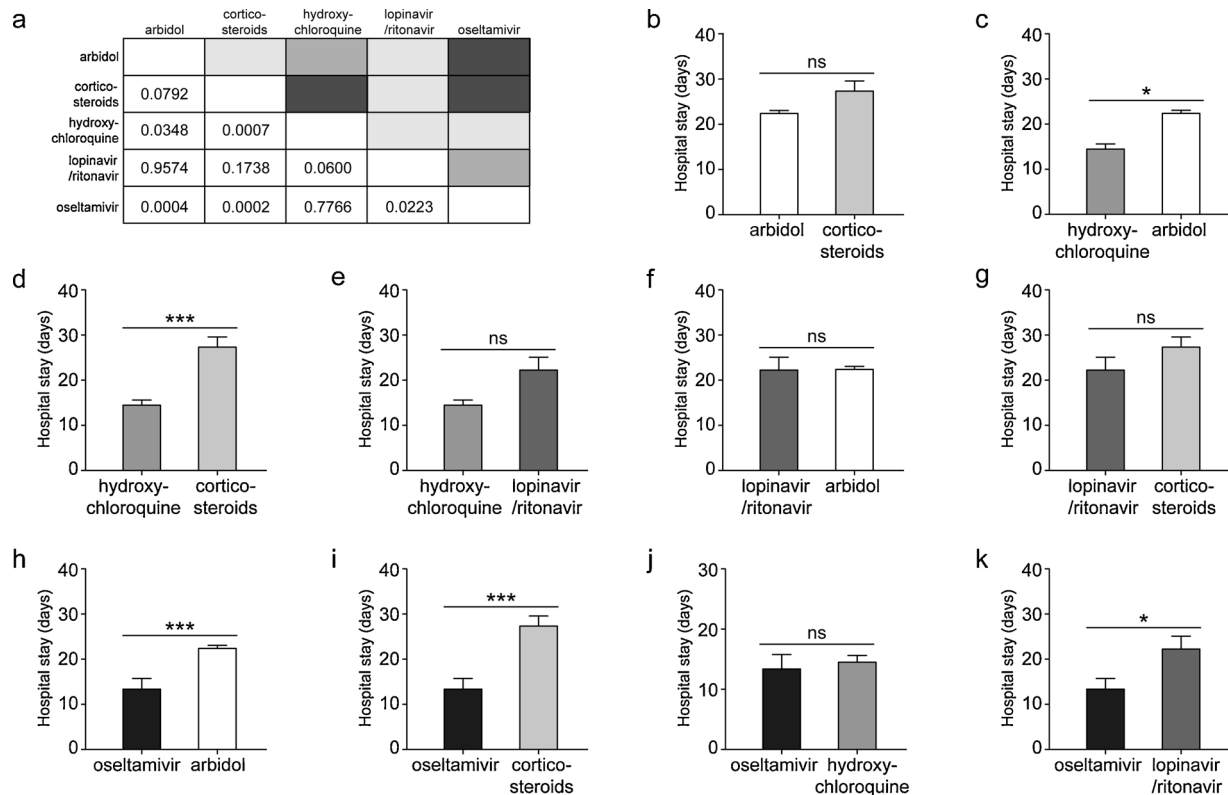 a
arbidol
cortico-
steroids
hydroxy-
chloroquine
lopinavir
/ritonavir
oseltamivir
arbidol
cortico-
steroids
0.0792
hydroxy-
chloroquine
0.0348 0.0007
lopinavir
/ritonavir
0.9574 0.1738 0.0600
oseltamivir
0.0004 0.0002 0.7766 0.0223
b
Hospital stay (days)
40
30
20
10
0
ns
arbidol
cortico-
steroids
c
Hospital stay (days)
40
30
20
10
0
*
hydroxy-
chloroquine
arbidol
d
Hospital stay (days)
40
30
20
10
0
***
hydroxy-
chloroquine
cortico-
steroids
e
Hospital stay (days)
40
30
20
10
0
ns
hydroxy-
chloroquine
lopinavir
/ritonavir
f
Hospital stay (days)
40
30
20
10
0
ns
lopinavir
/ritonavir
arbidol
g
Hospital stay (days)
40
30
20
10
0
ns
lopinavir
/ritonavir
cortico-
steroids
h
Hospital stay (days)
40
30
20
10
0
***
oseltamivir
arbidol
i
Hospital stay (days)
40
30
20
10
0
***
oseltamivir
cortico-
steroids
j
Hospital stay (days)
30
20
10
0
ns
oseltamivir
hydroxy-
chloroquine
k
Hospital stay (days)
40
30
20
10
0
*
oseltamivir
lopinavir
/ritonavir